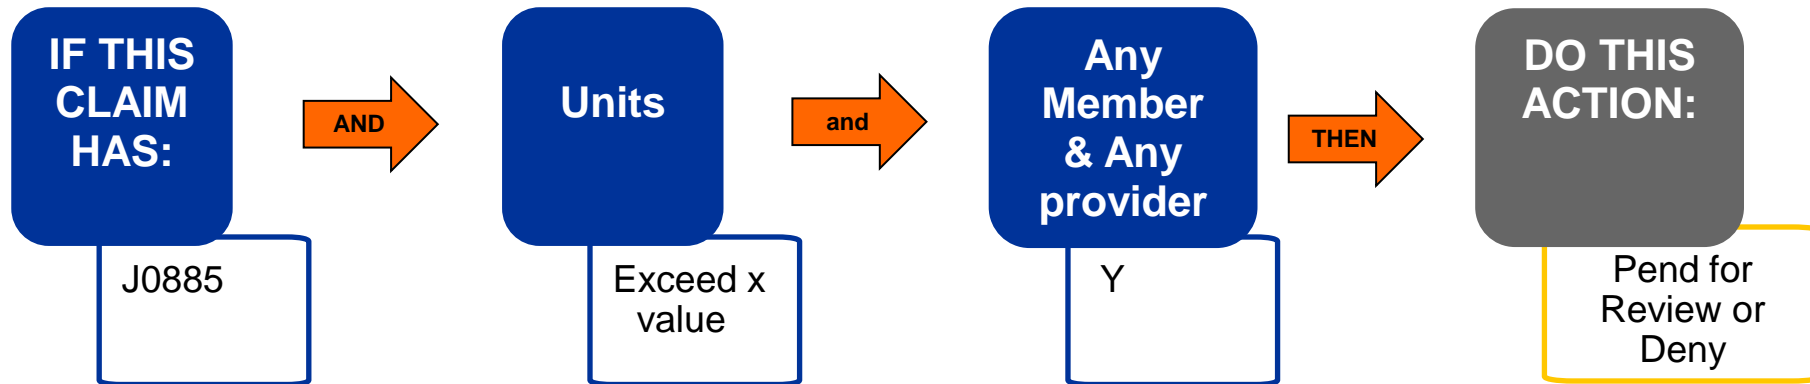 IF THIS
CLAIM
HAS:
J0885
AND
Units
Exceed x
value
and
Any
Member
& Any
provider
Y
THEN
DO THIS
ACTION:
Pend for
Review or
Deny